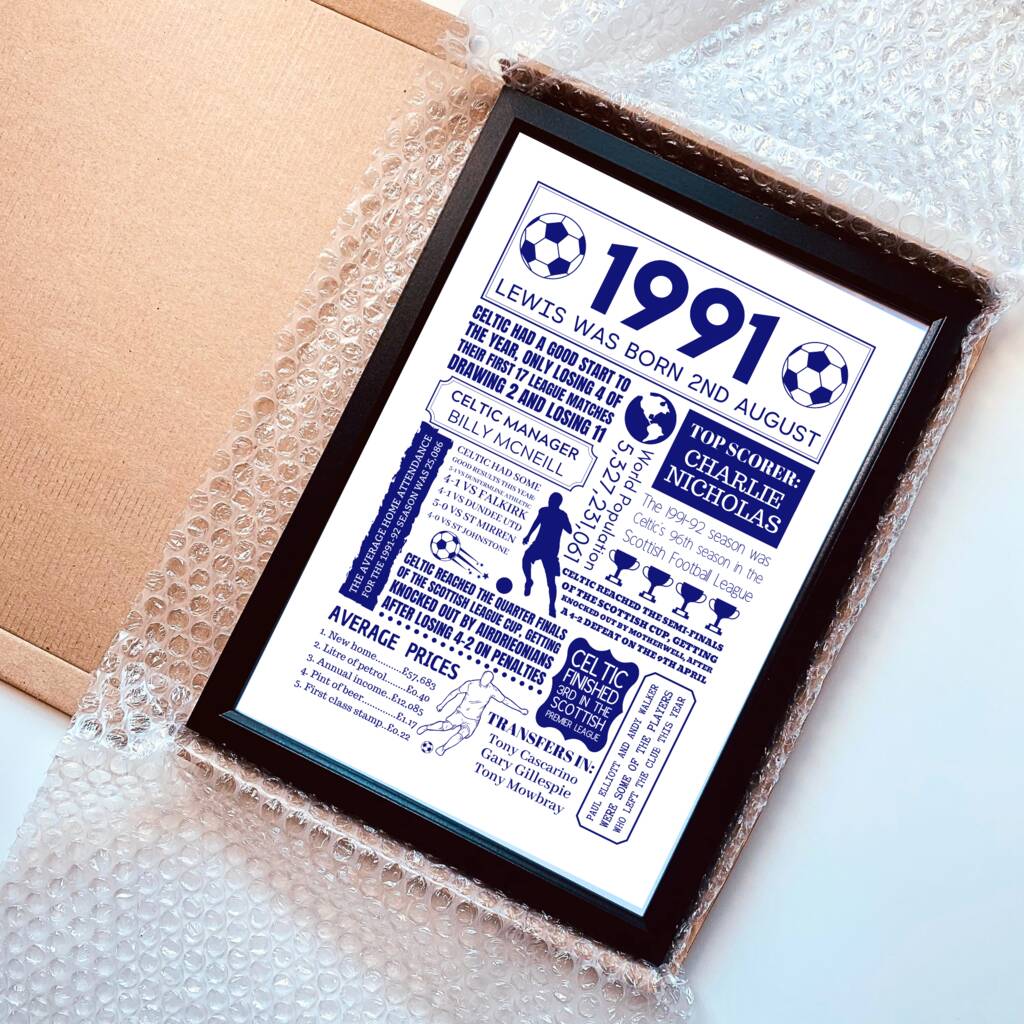 1991
LEWIS WAS BORN 2ND AUGUST
CELTIC HAD A GOOD START TO
THE YEAR, ONLY LOSING 4 OF
THEIR FIRST 17 LEAGUE MATCHES
DRAWING 2 AND LOSING 11
CELTIC MANAGER
BILLY MCNEILL
THE AVERAGE HOME ATTENDANCE
FOR THE 1991-92 SEASON WAS 25,086
CELTIC HAD SOME
GOOD RESULTS THIS YEAR:
5-1 VS DUNFERMLINE ATHLETIC
4-1 VS FALKIRK
4-1 VS DUNDEE UTD
5-0 VS ST MIRREN
4-0 VS ST JOHNSTONE
World Population
5,327,231,061
TOP SCORER:
CHARLIE
NICHOLAS
The 1991-92 season was
Celtic's 96th season in the
Scottish Football League
CELTIC REACHED THE SEMI-FINALS
OF THE SCOTTISH CUP, GETTING
KNOCKED OUT BY MOTHERWELL, AFTER
A 4-2 DEFEAT ON THE 9TH APRIL
CELTIC REACHED THE QUARTER FINALS
OF THE SCOTTISH LEAGUE CUP, GETTING
KNOCKED OUT BY AIRDRIEONIANS
AFTER LOSING 4-2 ON PENALTIES
AVERAGE PRICES
1. New home..........£57,683
2. Litre of petrol.......£0.40
3. Annual income..£12,085
4. Pint of beer...........£1.17
5. First class stamp..£0.22
CELTIC
FINISHED
3RD IN THE
SCOTTISH
PREMIER LEAGUE
TRANSFERS IN:
Tony Cascarino
Gary Gillespie
Tony Mowbray
PAUL ELLIOTT AND ANDY WALKER
WERE SOME OF THE PLAYERS
WHO LEFT THE CLUB THIS YEAR